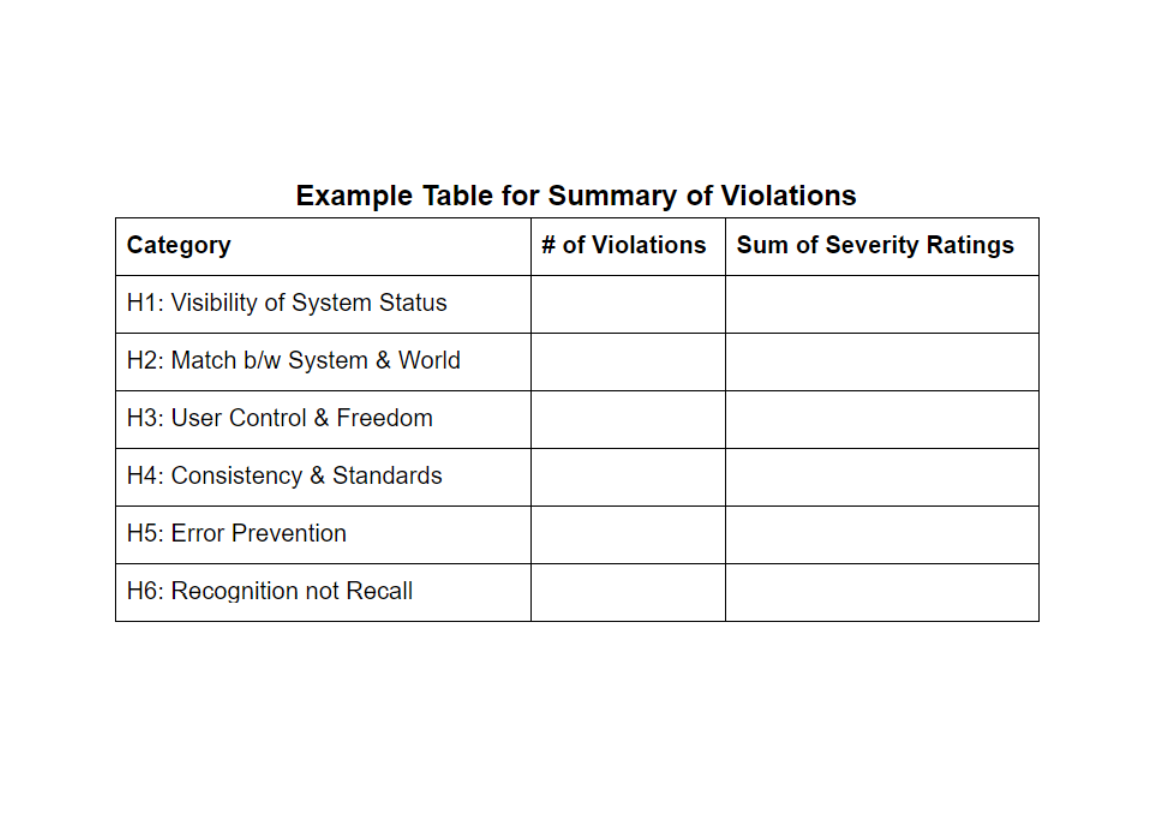 Example Table for Summary of Violations
Category # of Violations Sum of Severity Ratings
H1: Visibility of System Status
H2: Match b/w System & World
H3: User Control & Freedom
H4: Consistency & Standards
H5: Error Prevention
H6: Recognition not Recall